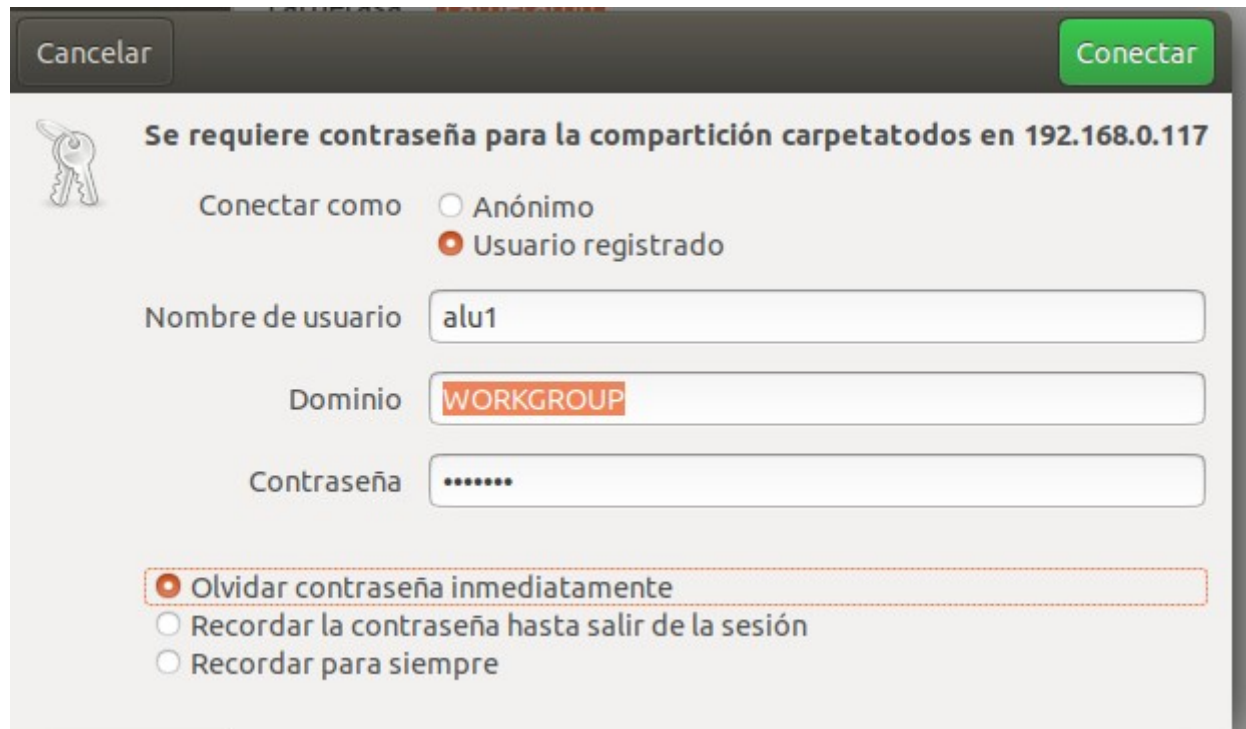 Cancelar
Conectar
Se requiere contraseña para la compartición carpetatodos en 192.168.0.117
Conectar como
Anónimo
Usuario registrado
Nombre de usuario
alu1
Dominio
WORKGROUP
Contraseña
•••••••
Olvidar contraseña inmediatamente
Recordar la contraseña hasta salir de la sesión
Recordar para siempre